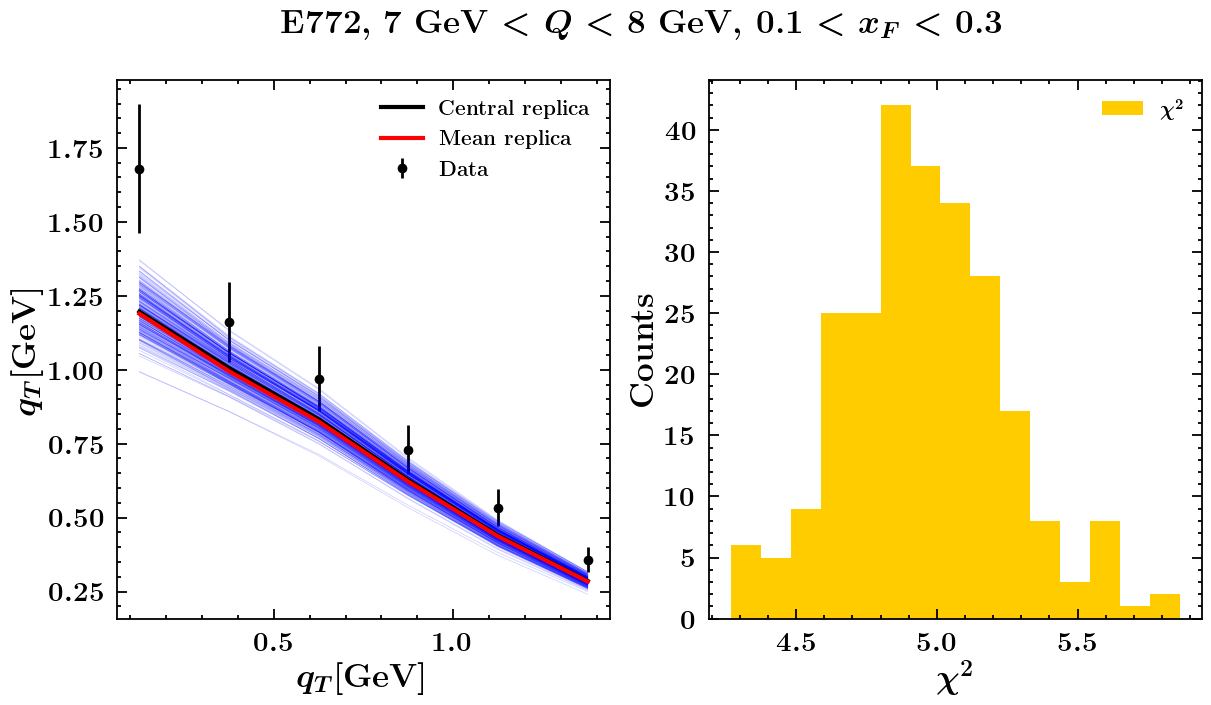 E772, 7 GeV < Q < 8 GeV, 0.1 < x_F < 0.3
Central replica
Mean replica
Data
1.75
1.50
1.25
1.00
0.75
0.50
0.25
q_T[GeV]
0.5 1.0
q_T[GeV]
χ²
40
35
30
25
20
15
10
5
0
Counts
4.5 5.0 5.5
χ²